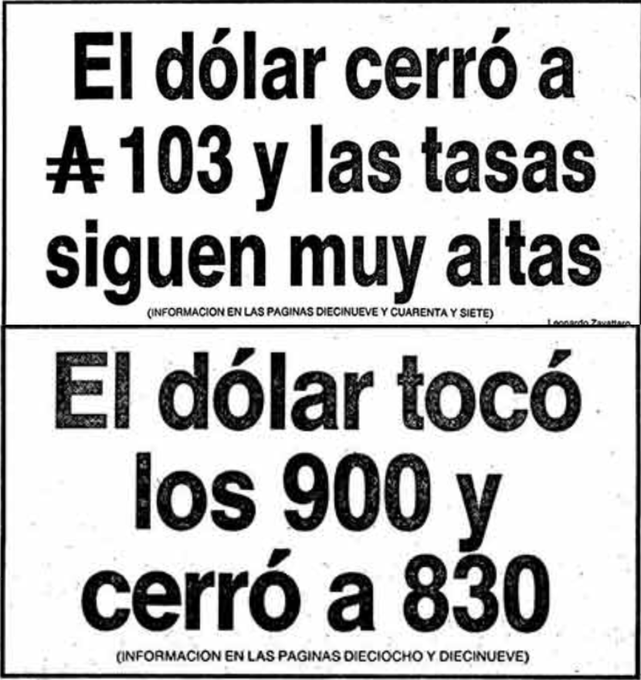 El dólar cerró a
₳ 103 y las tasas
siguen muy altas
(INFORMACION EN LAS PAGINAS DIECINUEVE Y CUARENTA Y SIETE)
Leonardo Zavattaro
El dólar tocó
los 900 y
cerró a 830
(INFORMACION EN LAS PAGINAS DIECIOCHO Y DIECINUEVE)